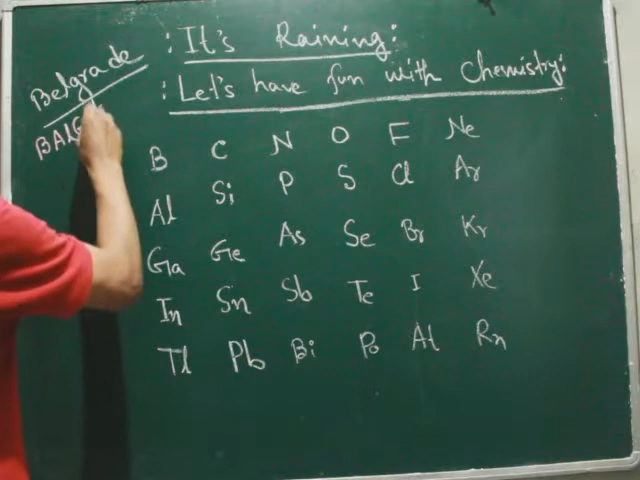 : It's Raining:
: Let's have fun with Chemistry:
Belgrade
BALG
B C N O F Ne
Al Si P S Cl Ar
Ga Ge As Se Br Kr
In Sn Sb Te I Xe
Tl Pb Bi Po At Rn